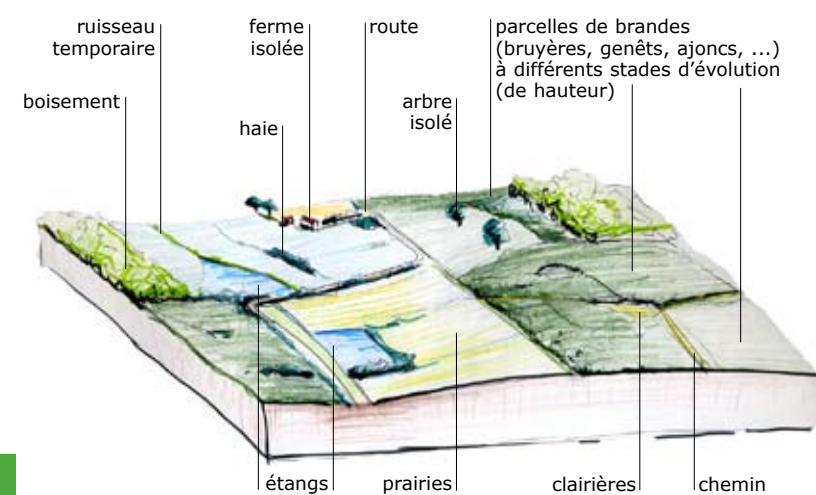 ruisseau
temporaire
ferme
isolée
route
parcelles de brandes
(bruyères, genêts, ajoncs, ...)
à différents stades d’évolution
(de hauteur)
boisement
haie
arbre
isolé
étangs
prairies
clairières
chemin